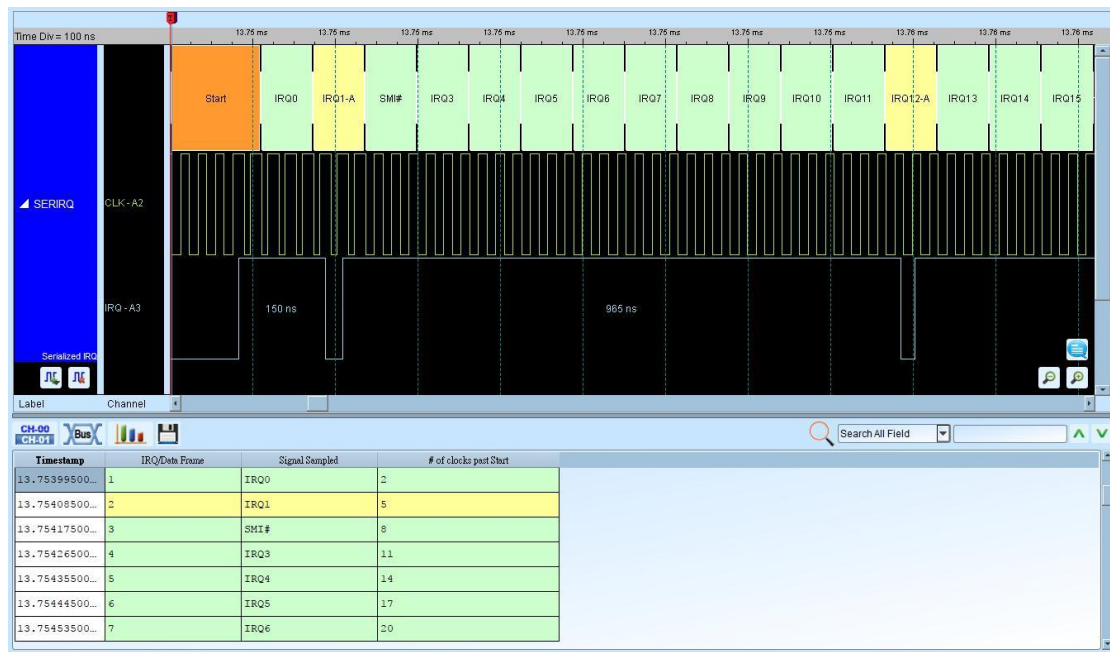 Time Div = 100 ns
13.75 ms 13.75 ms 13.75 ms 13.75 ms 13.75 ms 13.75 ms 13.76 ms 13.76 ms 13.76 ms 13.76 ms 13.76 ms
Start IRQ0 IRQ1-A SMI# IRQ3 IRQ4 IRQ5 IRQ6 IRQ7 IRQ8 IRQ9 IRQ10 IRQ11 IRQ12-A IRQ13 IRQ14 IRQ15
SERIRQ CLK-A2
IRQ-A3 150 ns 965 ns
Serialized IRQ
Label Channel
CH-00
CH-01 Bus Search All Field
Timestamp IRQ/Data Frame Signal Sampled # of clocks past Start
13.75399500... 1 IRQ0 2
13.75408500... 2 IRQ1 5
13.75417500... 3 SMI# 8
13.75426500... 4 IRQ3 11
13.75435500... 5 IRQ4 14
13.75444500... 6 IRQ5 17
13.75453500... 7 IRQ6 20